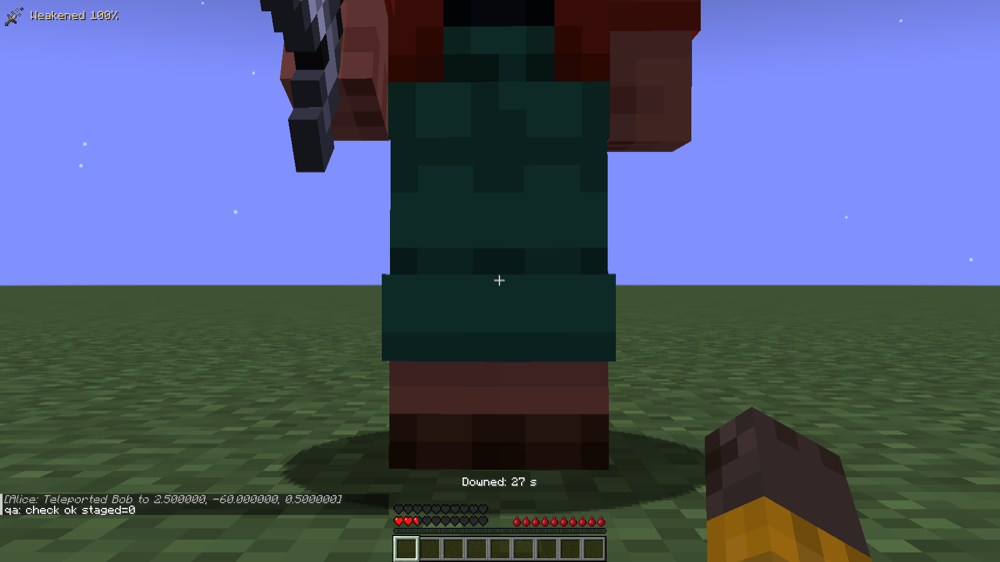 Weakened 100%
Downed: 27 s
[Alice: Teleported Bob to 2.500000, -60.000000, 0.500000]
qa: check ok staged=0